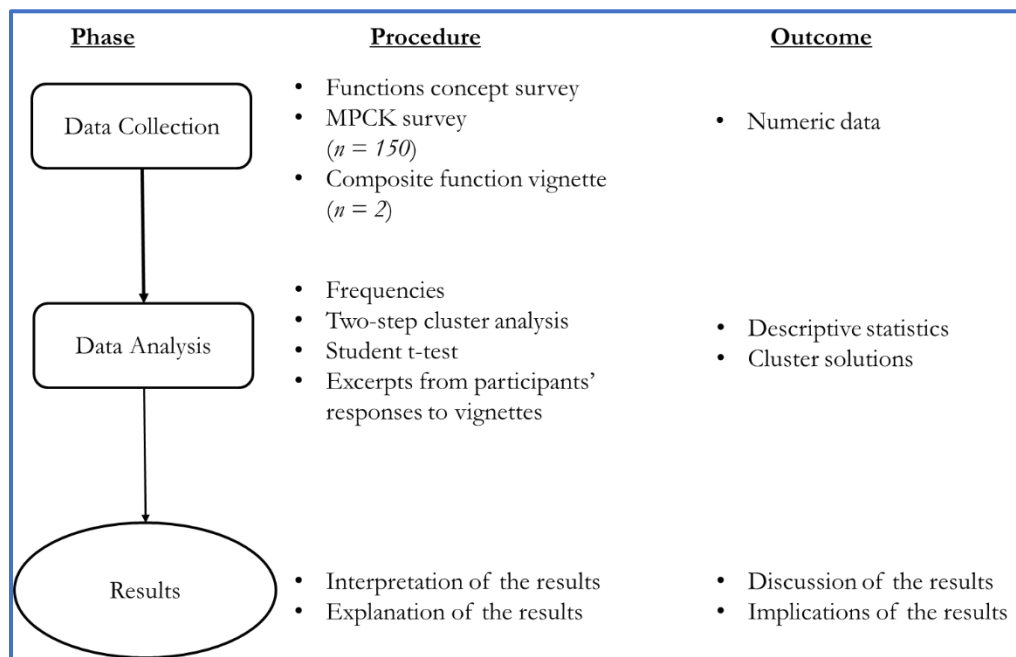 Phase
Procedure
Outcome
Data Collection
• Functions concept survey
• MPCK survey
(n = 150)
• Composite function vignette
(n = 2)
• Numeric data
Data Analysis
• Frequencies
• Two-step cluster analysis
• Student t-test
• Excerpts from participants’
responses to vignettes
• Descriptive statistics
• Cluster solutions
Results
• Interpretation of the results
• Explanation of the results
• Discussion of the results
• Implications of the results